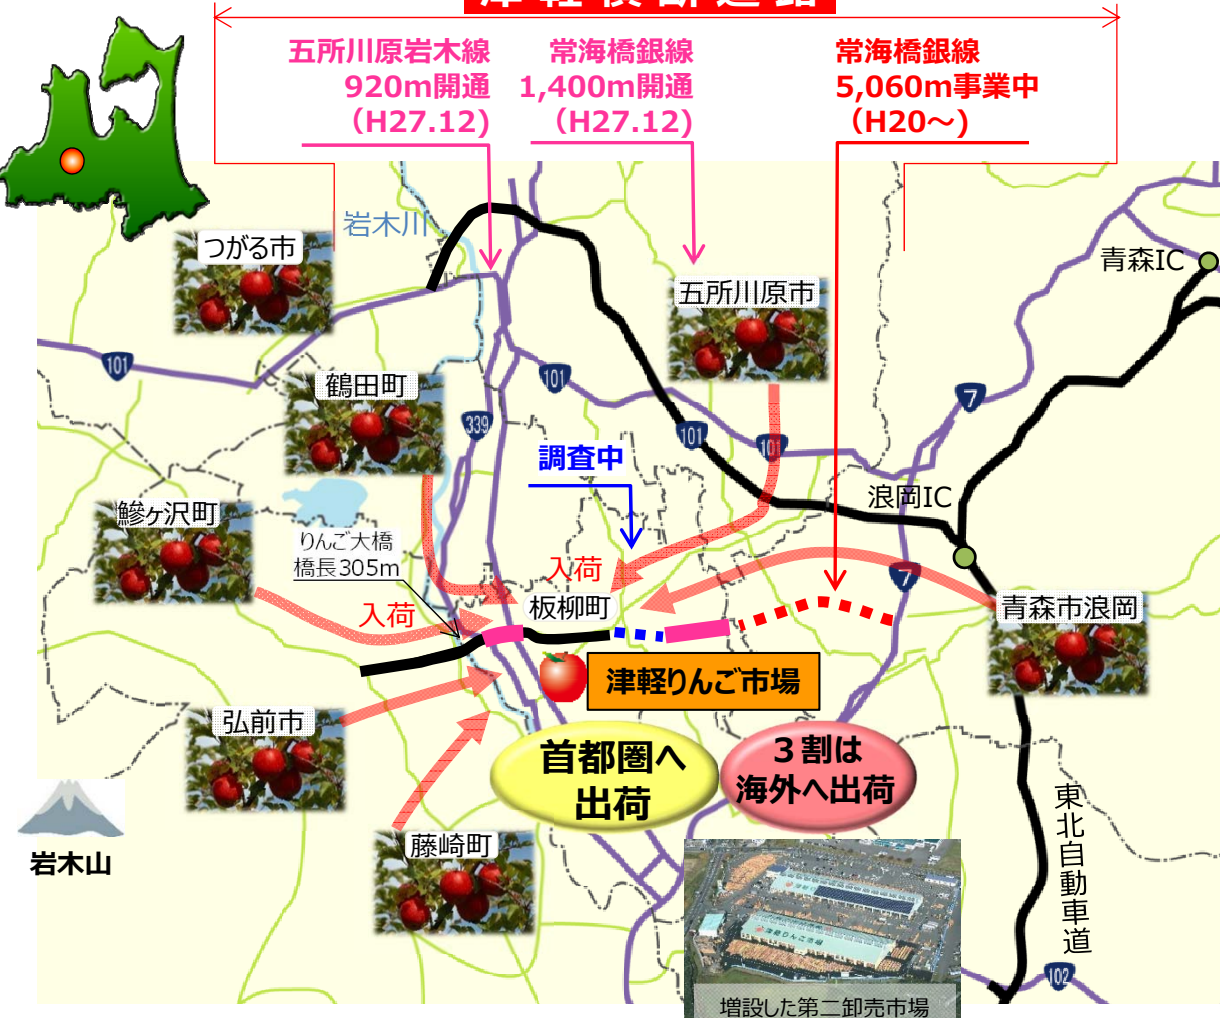 津軽横断道路
五所川原岩木線
920m開通
（H27.12)
常海橋銀線
1,400m開通
（H27.12)
常海橋銀線
5,060m事業中
（H20～)
岩木川
つがる市
五所川原市
青森IC
101
鶴田町
101
7
339
101
101
調査中
鰺ヶ沢町
浪岡IC
りんご大橋
橋長305m
入荷
7
入荷
板柳町
青森市浪岡
津軽りんご市場
弘前市
首都圏へ
出荷
３割は
海外へ出荷
岩木山
藤崎町
東北自動車道
102
増設した第二卸売市場